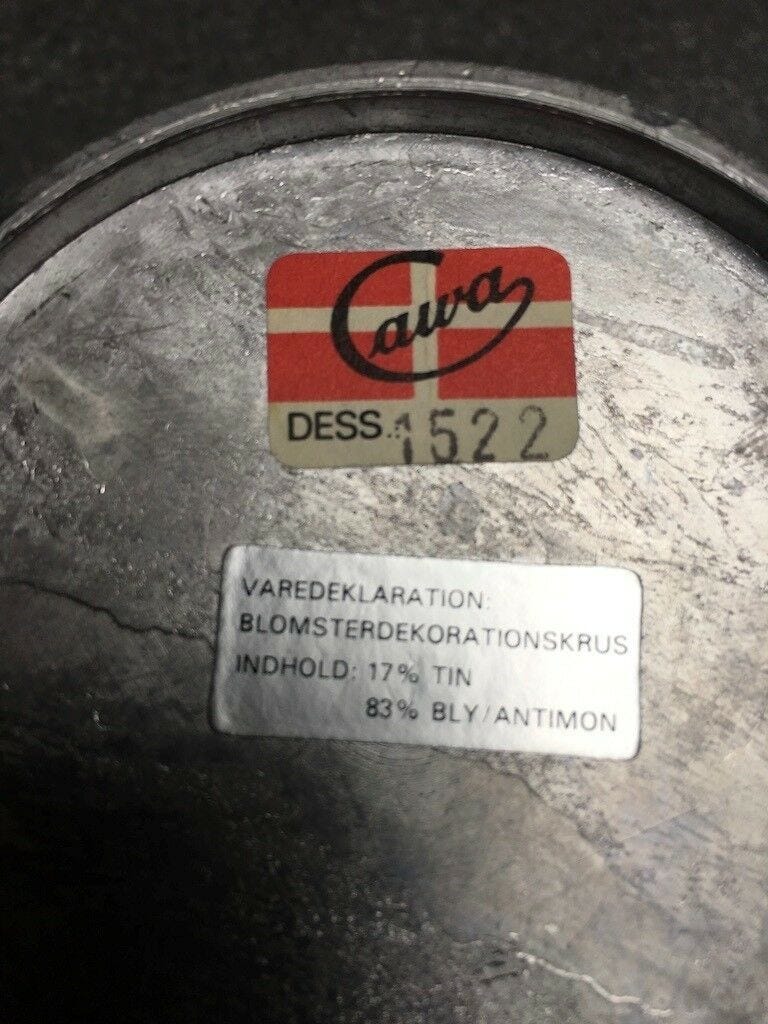 Cawa
DESS.: 1522
VAREDEKLARATION:
BLOMSTERDEKORATIONSKRUS
INDHOLD: 17% TIN
83% BLY/ANTIMON